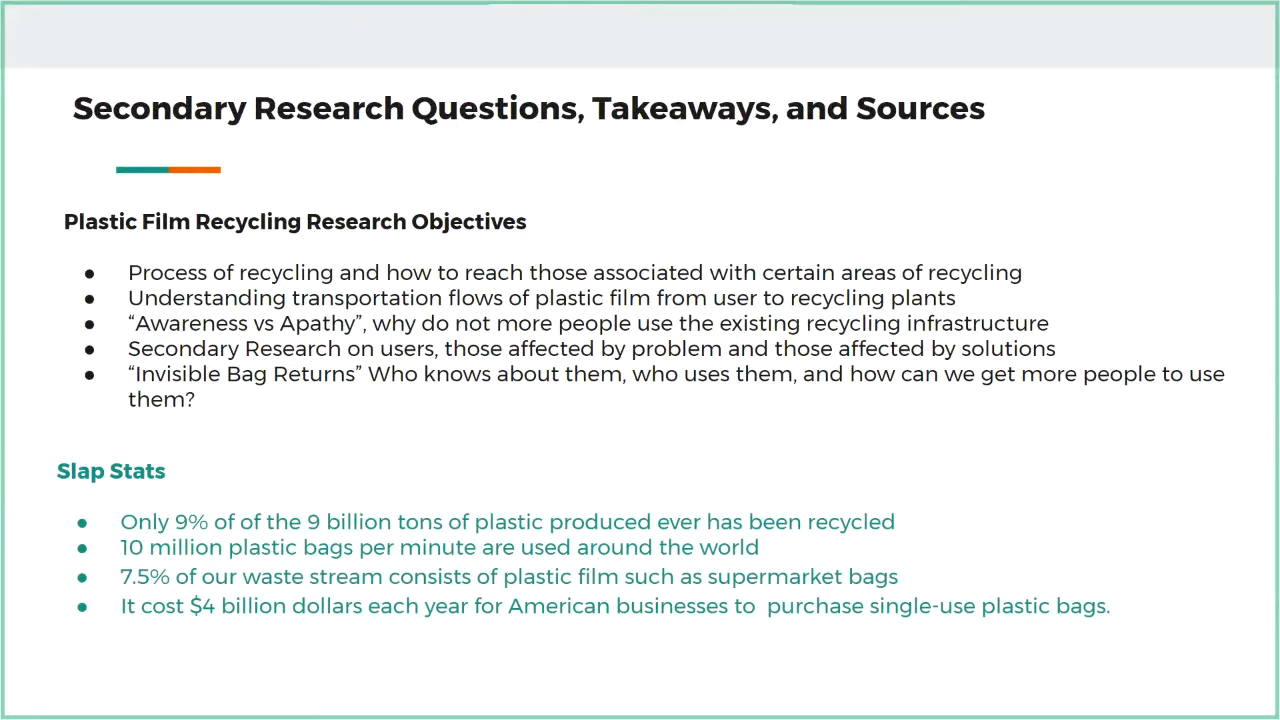 Secondary Research Questions, Takeaways, and Sources
Plastic Film Recycling Research Objectives
● Process of recycling and how to reach those associated with certain areas of recycling
● Understanding transportation flows of plastic film from user to recycling plants
● “Awareness vs Apathy”, why do not more people use the existing recycling infrastructure
● Secondary Research on users, those affected by problem and those affected by solutions
● “Invisible Bag Returns” Who knows about them, who uses them, and how can we get more people to use
them?
Slap Stats
● Only 9% of of the 9 billion tons of plastic produced ever has been recycled
● 10 million plastic bags per minute are used around the world
● 7.5% of our waste stream consists of plastic film such as supermarket bags
● It cost $4 billion dollars each year for American businesses to  purchase single-use plastic bags.